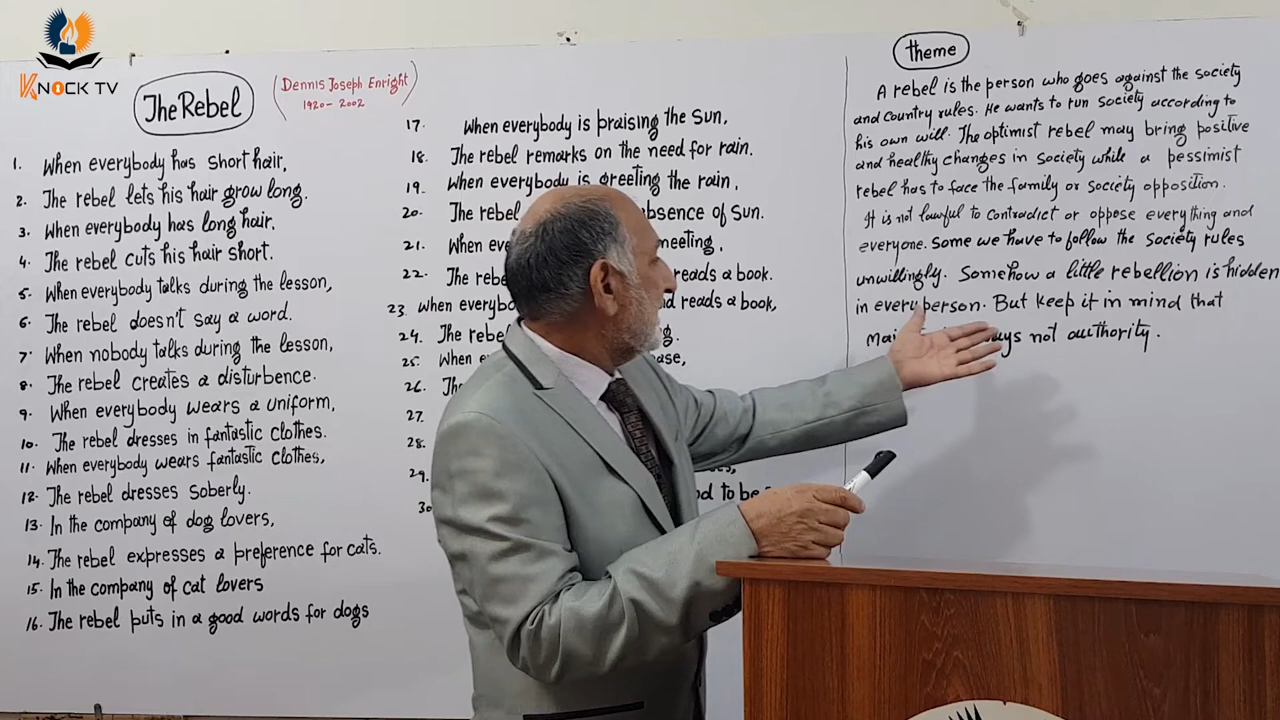 KNOCK TV
The Rebel
(Dennis Joseph Enright
1920-2002)
1. When everybody has short hair,
2. The rebel lets his hair grow long.
3. When everybody has long hair,
4. The rebel cuts his hair short.
5. When everybody talks during the lesson,
6. The rebel doesn't say a word.
7. When nobody talks during the lesson,
8. The rebel creates a disturbence.
9. When everybody wears a uniform,
10. The rebel dresses in fantastic clothes.
11. When everybody wears fantastic clothes,
12. The rebel dresses soberly.
13. In the company of dog lovers,
14. The rebel expresses a preference for cats.
15. In the company of cat lovers
16. The rebel puts in a good words for dogs
17. When everybody is praising the Sun,
18. The rebel remarks on the need for rain.
19. When everybody is greeting the rain,
20. The rebel absence of Sun.
21. When meeting,
22. The rebel reads a book.
23. When everybody reads a book,
24. The rebel
25. When
26. The
27.
28.
29.
30 to be
theme
A rebel is the person who goes against the society
and country rules. He wants to run society according to
his own will. The optimist rebel may bring positive
and healthy changes in society while a pessimist
rebel has to face the family or society opposition.
It is not lawful to contradict or oppose everything and
everyone. Some we have to follow the society rules
unwillingly. Somehow a little rebellion is hidden
in every person. But keep it in mind that
not authority.